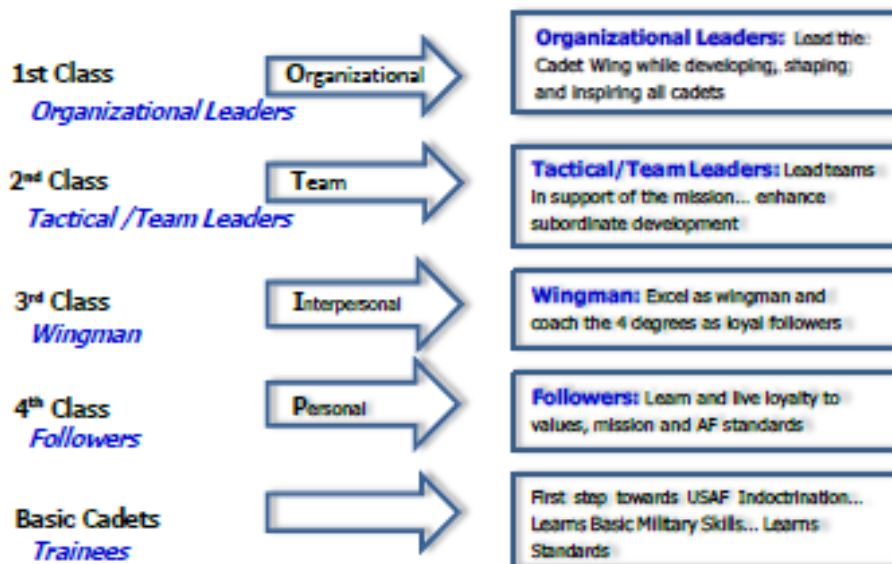 1st Class
Organizational Leaders
Organizational
Organizational Leaders: Lead the
Cadet Wing while developing, shaping
and inspiring all cadets
2nd Class
Tactical /Team Leaders
Team
Tactical/Team Leaders: Lead teams
in support of the mission... enhance
subordinate development
3rd Class
Wingman
Interpersonal
Wingman: Excel as wingman and
coach the 4 degrees as loyal followers
4th Class
Followers
Personal
Followers: Learn and live loyalty to
values, mission and AF standards
Basic Cadets
Trainees
First step towards USAF Indoctrination...
Learns Basic Military Skills... Learns
Standards